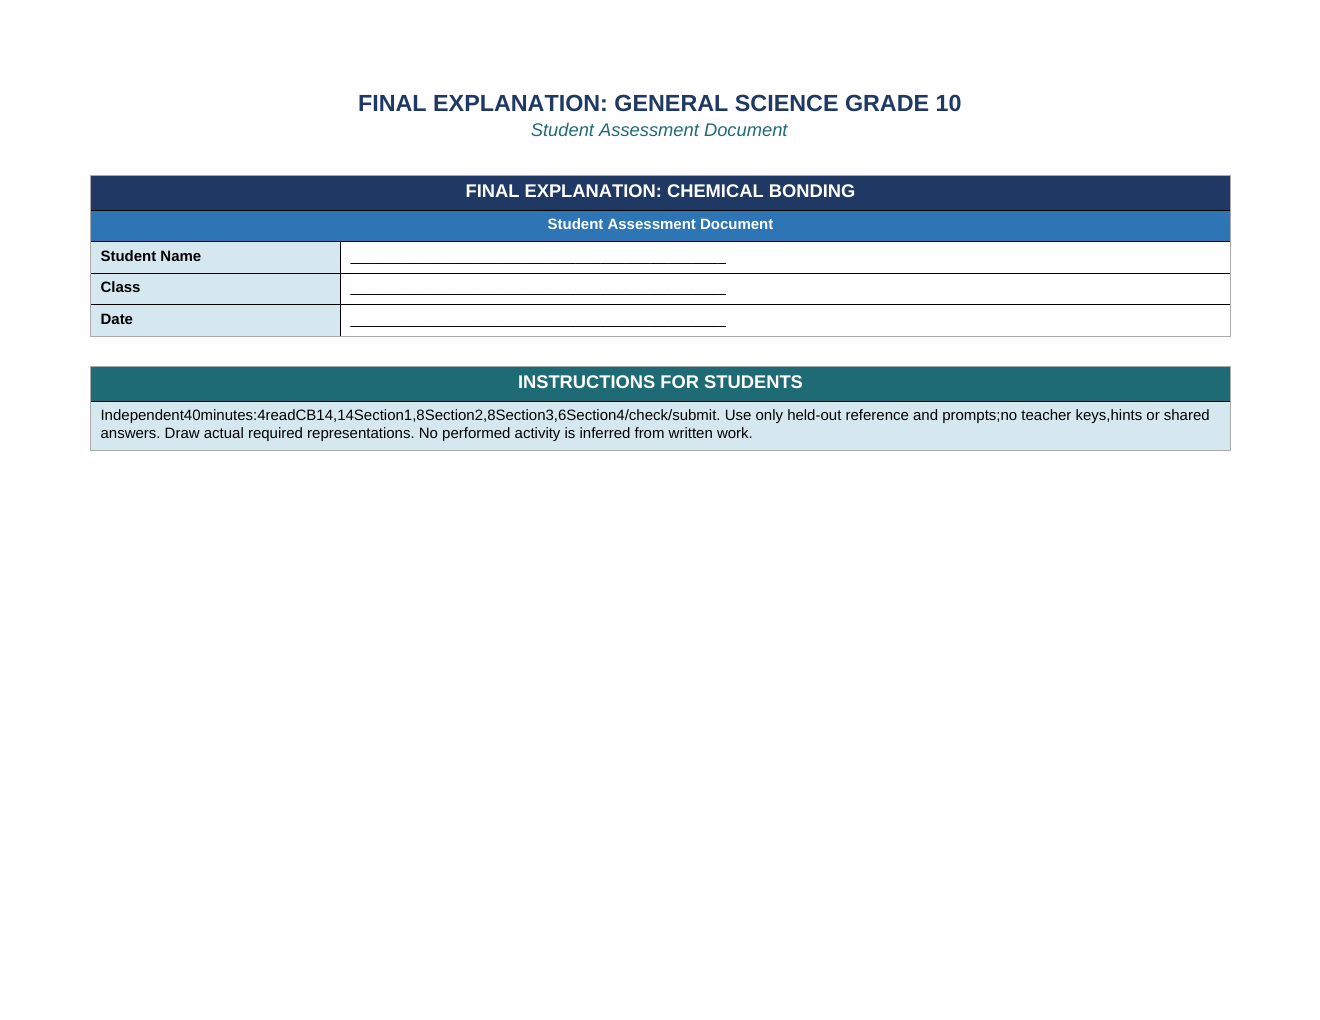 FINAL EXPLANATION: GENERAL SCIENCE GRADE 10
Student Assessment Document
FINAL EXPLANATION: CHEMICAL BONDING
Student Assessment Document
Student Name _____________________________________________
Class _____________________________________________
Date _____________________________________________
INSTRUCTIONS FOR STUDENTS
Independent40minutes:4readCB14,14Section1,8Section2,8Section3,6Section4/check/submit. Use only held-out reference and prompts;no teacher keys,hints or shared
answers. Draw actual required representations. No performed activity is inferred from written work.